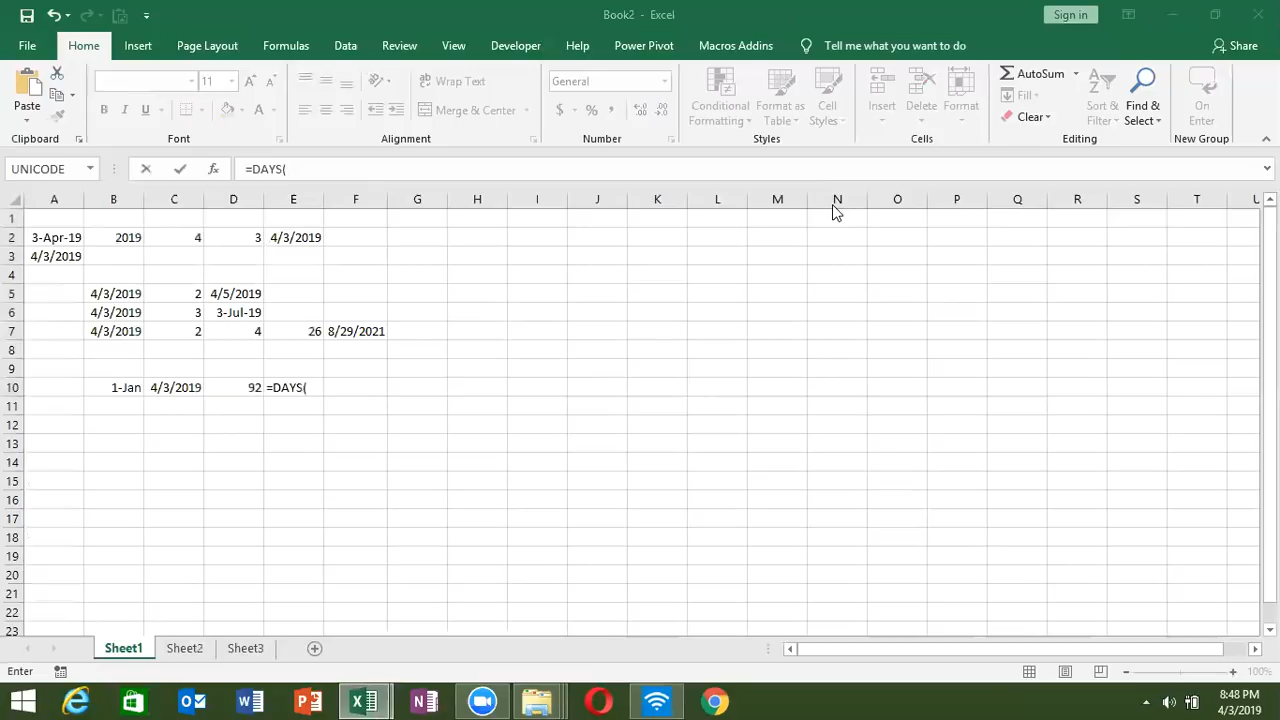 Book2 - Excel
Sign in
File Home Insert Page Layout Formulas Data Review View Developer Help Power Pivot Macros Addins Tell me what you want to do Share
Paste
11
B I U A
Wrap Text
Merge & Center
General
$ % ,
Conditional Formatting
Format as Table
Cell Styles
Insert Delete Format
AutoSum
Fill
Clear
Sort & Filter
Find & Select
On Enter
Clipboard Font Alignment Number Styles Cells Editing New Group
UNICODE fx =DAYS(
A B C D E F G H I J K L M N O P Q R S T U
1
2 3-Apr-19 2019 4 3 4/3/2019
3 4/3/2019
4
5 4/3/2019 2 4/5/2019
6 4/3/2019 3 3-Jul-19
7 4/3/2019 2 4 26 8/29/2021
8
9
10 1-Jan 4/3/2019 92 =DAYS(
11
12
13
14
15
16
17
18
19
20
21
22
23
Sheet1 Sheet2 Sheet3
Enter 100%
8:48 PM
4/3/2019